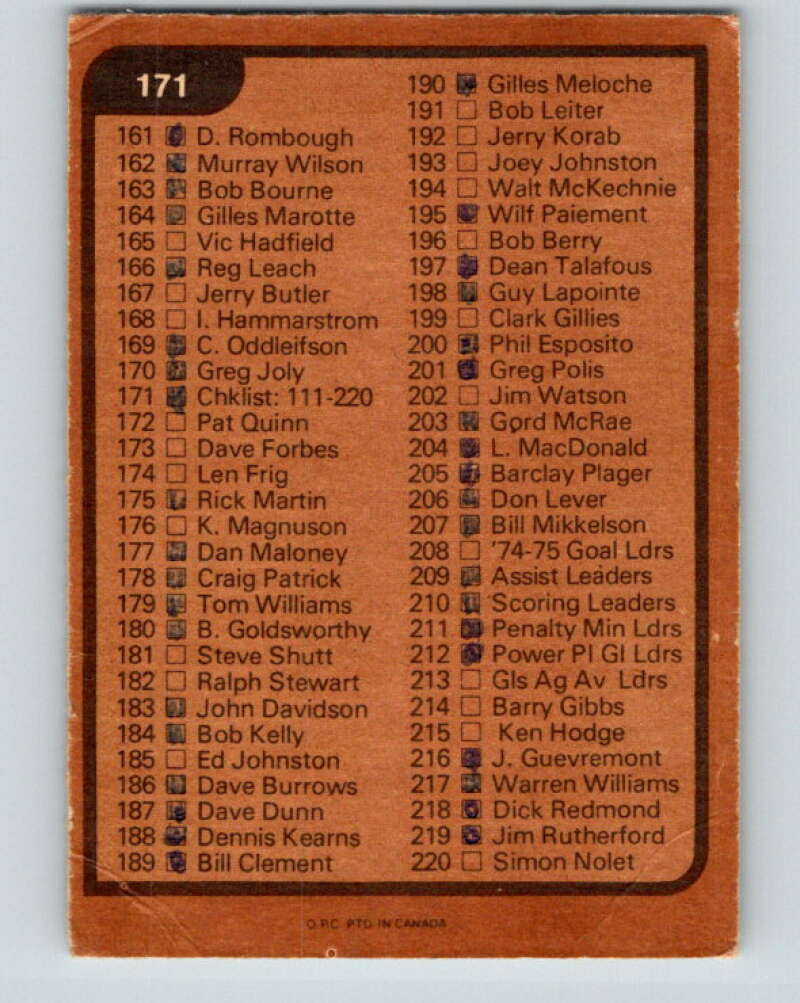 171
161 D. Rombough
162 Murray Wilson
163 Bob Bourne
164 Gilles Marotte
165 Vic Hadfield
166 Reg Leach
167 Jerry Butler
168 I. Hammarstrom
169 C. Oddleifson
170 Greg Joly
171 Chklist: 111-220
172 Pat Quinn
173 Dave Forbes
174 Len Frig
175 Rick Martin
176 K. Magnuson
177 Dan Maloney
178 Craig Patrick
179 Tom Williams
180 B. Goldsworthy
181 Steve Shutt
182 Ralph Stewart
183 John Davidson
184 Bob Kelly
185 Ed Johnston
186 Dave Burrows
187 Dave Dunn
188 Dennis Kearns
189 Bill Clement
190 Gilles Meloche
191 Bob Leiter
192 Jerry Korab
193 Joey Johnston
194 Walt McKechnie
195 Wilf Paiement
196 Bob Berry
197 Dean Talafous
198 Guy Lapointe
199 Clark Gillies
200 Phil Esposito
201 Greg Polis
202 Jim Watson
203 Gord McRae
204 L. MacDonald
205 Barclay Plager
206 Don Lever
207 Bill Mikkelson
208 '74-75 Goal Ldrs
209 Assist Leaders
210 Scoring Leaders
211 Penalty Min Ldrs
212 Power Pl Gl Ldrs
213 Gls Ag Av Ldrs
214 Barry Gibbs
215 Ken Hodge
216 J. Guevremont
217 Warren Williams
218 Dick Redmond
219 Jim Rutherford
220 Simon Nolet
O.P.C. PTD. IN CANADA